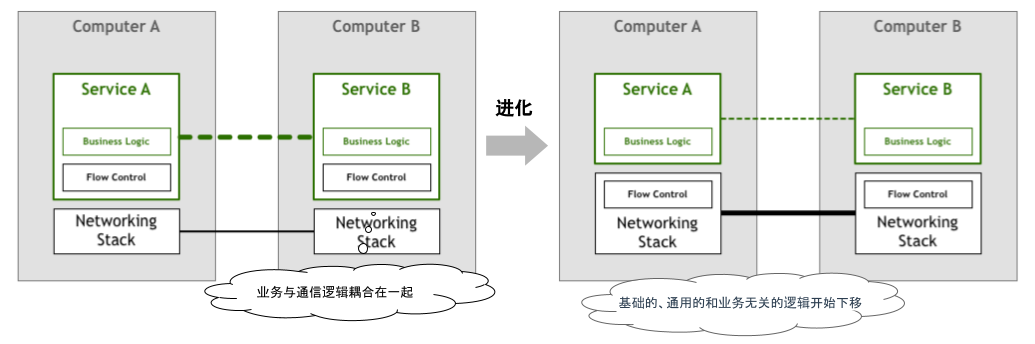 Computer A
Service A
Business Logic
Flow Control
Networking
Stack
Computer B
Service B
Business Logic
Flow Control
Networking
Stack
业务与通信逻辑耦合在一起
进化
Computer A
Service A
Business Logic
Flow Control
Networking
Stack
Computer B
Service B
Business Logic
Flow Control
Networking
Stack
基础的、通用的和业务无关的逻辑开始下移